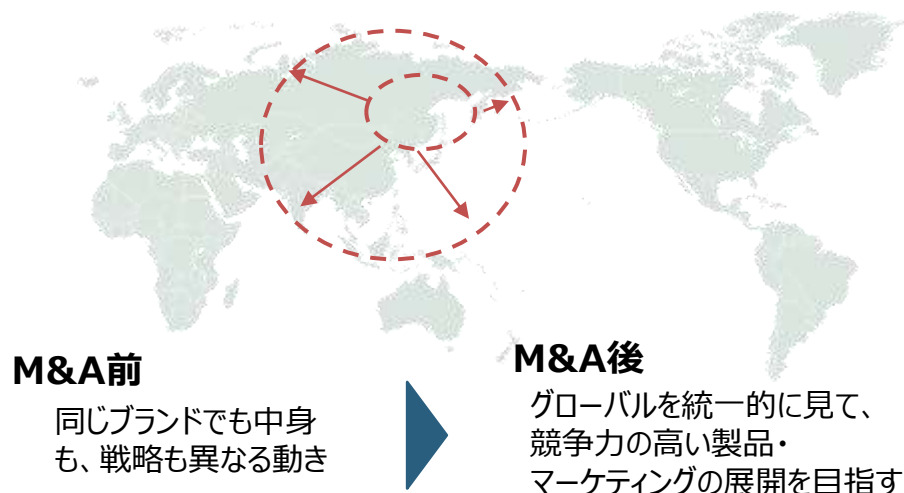 M&A前
同じブランドでも中身
も、戦略も異なる動き
M&A後
グローバルを統一的に見て、
競争力の高い製品・
マーケティングの展開を目指す